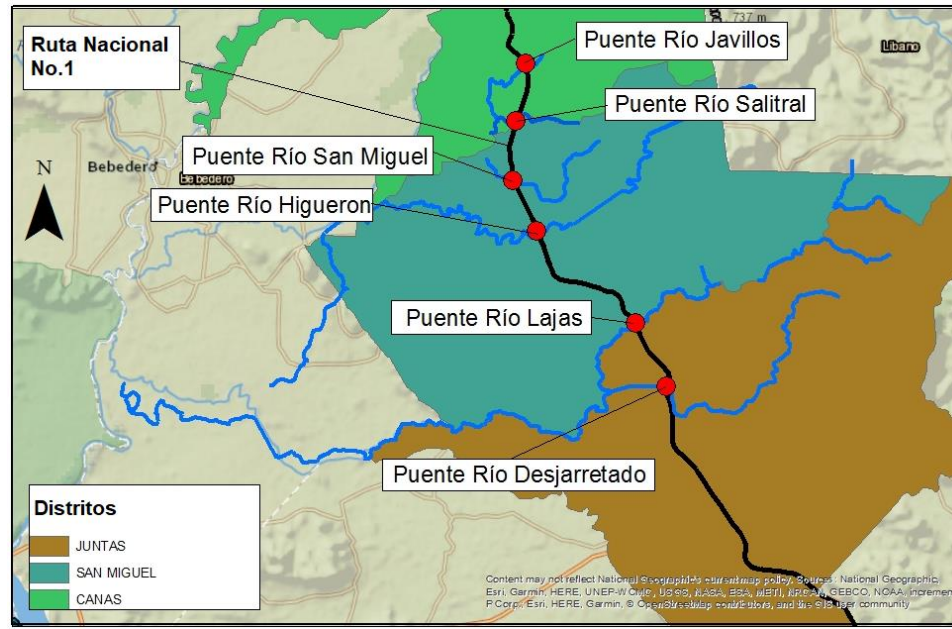 737 m
Ruta Nacional
No.1
Puente Río Javillos
Líbano
Puente Río Salitral
Puente Río San Miguel
N
Bebedero
Bebedero
Puente Río Higueron
Puente Río Lajas
Puente Río Desjarretado
Distritos
JUNTAS
SAN MIGUEL
CANAS
Content may not reflect National Geographic's current map policy. Sources: National Geographic,
Esri, Garmin, HERE, UNEP-WCMC, USGS, NASA, ESA, METI, NRCAN, GEBCO, NOAA, increment
P Corp., Esri, HERE, Garmin, © OpenStreetMap contributors, and the GIS user community